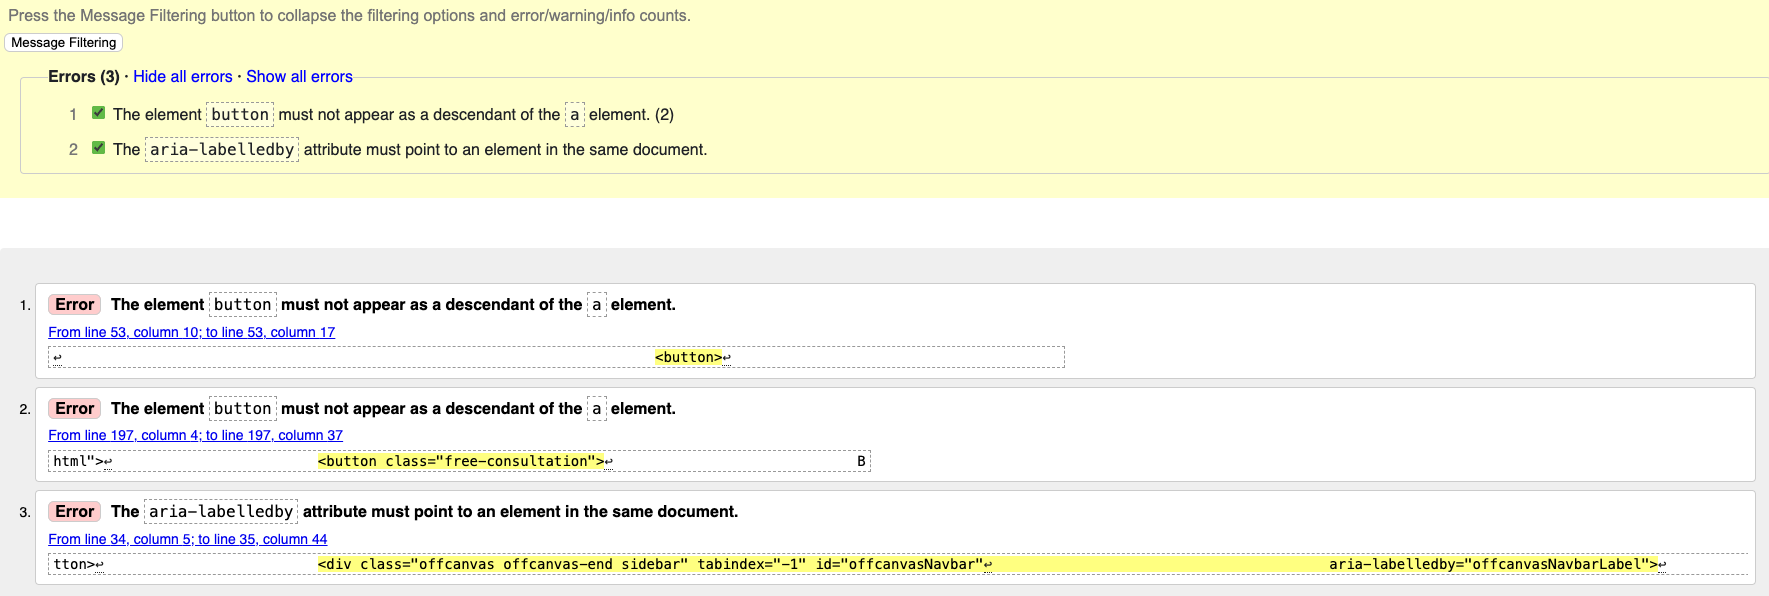 Press the Message Filtering button to collapse the filtering options and error/warning/info counts.
Message Filtering
Errors (3) · Hide all errors · Show all errors
1 The element button must not appear as a descendant of the a element. (2)
2 The aria-labelledby attribute must point to an element in the same document.
1. Error The element button must not appear as a descendant of the a element.
From line 53, column 10; to line 53, column 17
↩ <button>↩
2. Error The element button must not appear as a descendant of the a element.
From line 197, column 4; to line 197, column 37
html">↩ <button class="free-consultation">↩ B
3. Error The aria-labelledby attribute must point to an element in the same document.
From line 34, column 5; to line 35, column 44
tton>↩ <div class="offcanvas offcanvas-end sidebar" tabindex="-1" id="offcanvasNavbar"↩ aria-labelledby="offcanvasNavbarLabel">↩